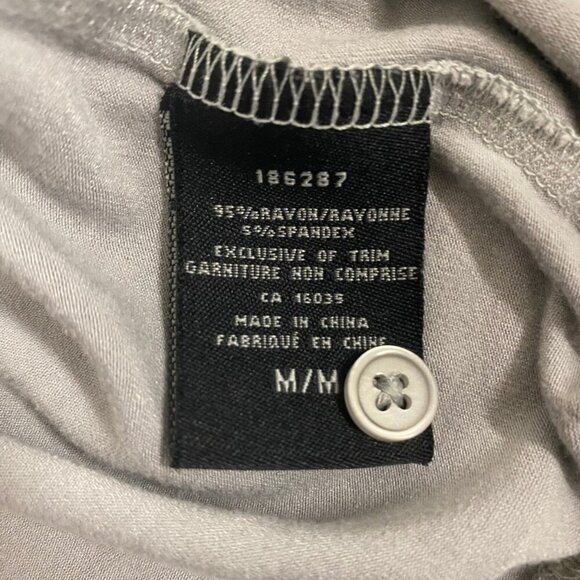 186287
95%RAYON/RAYONNE
5%SPANDEX
EXCLUSIVE OF TRIM
GARNITURE NON COMPRISE
CA 16039
MADE IN CHINA
FABRIQUÉ EN CHINE
M/M